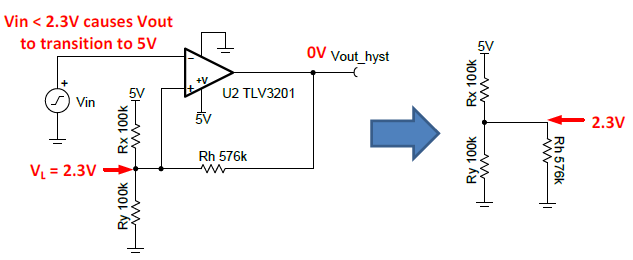 Vin < 2.3V causes Vout
to transition to 5V
-
+V
+
5V
U2 TLV3201
0V Vout_hyst
+
Vin
5V
Rx 100k
VL = 2.3V
Rh 576k
Ry 100k
5V
Rx 100k
2.3V
Ry 100k
Rh 576k